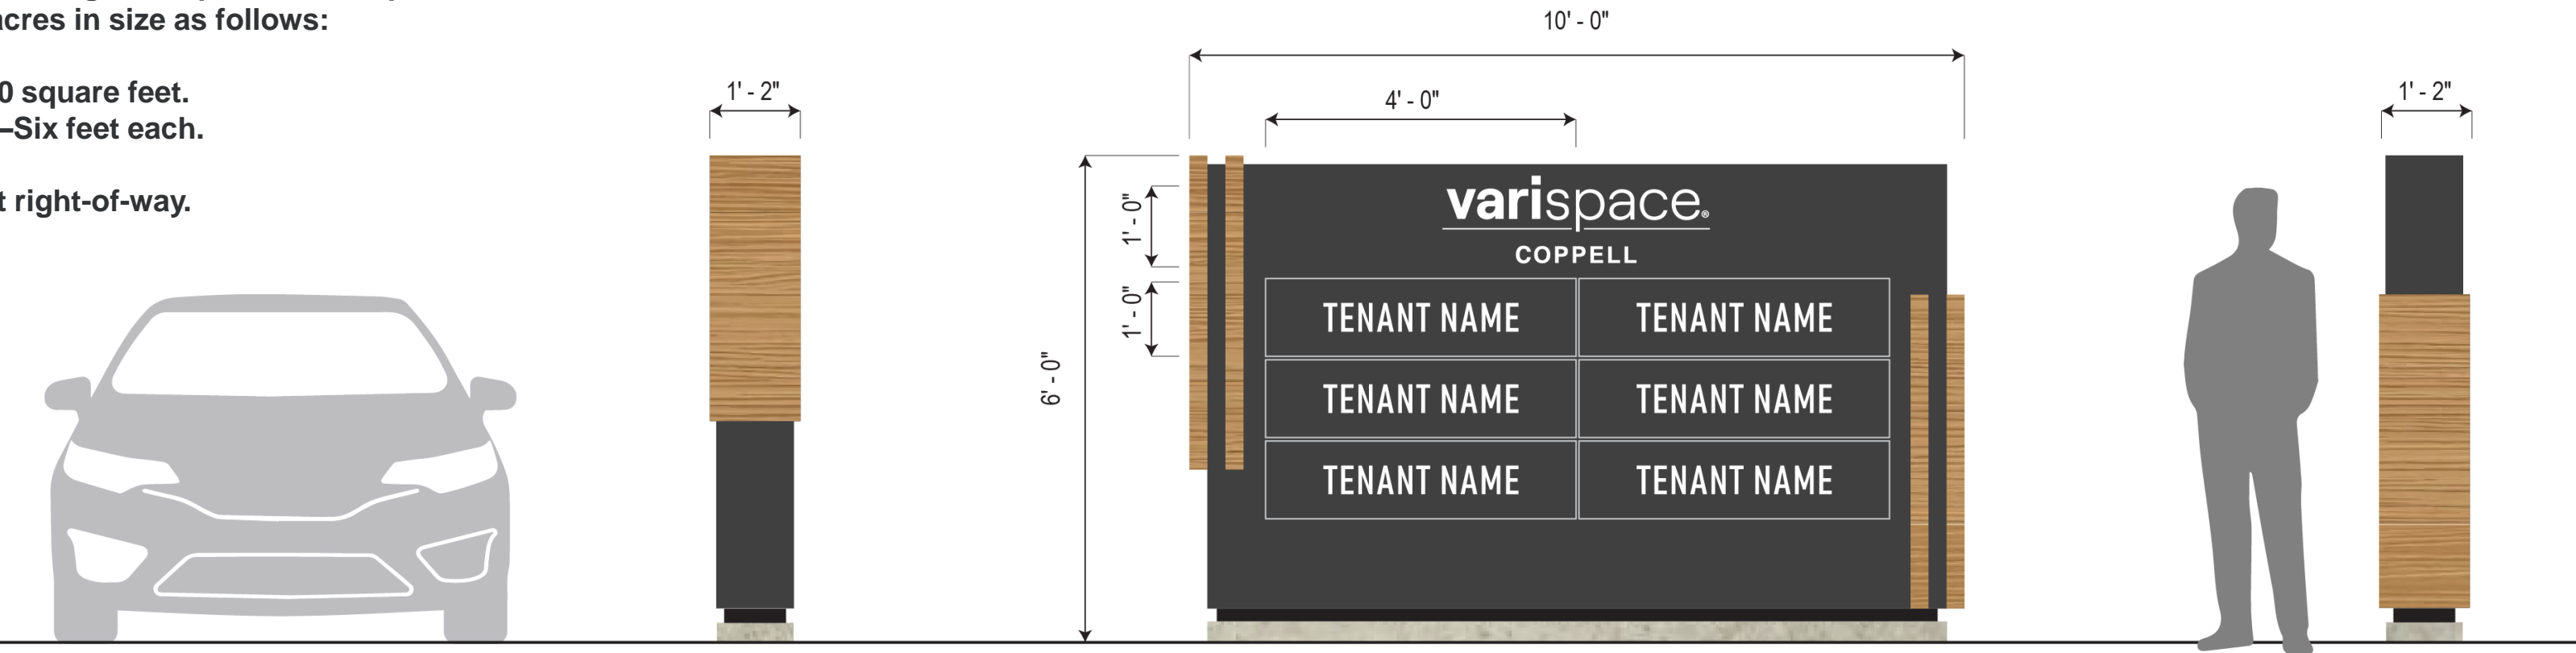 acres in size as follows:
0 square feet.
–Six feet each.
t right-of-way.
1' - 2"
10' - 0"
4' - 0"
1' - 0"
1' - 0"
6' - 0"
varispace®
COPPELL
TENANT NAME TENANT NAME
TENANT NAME TENANT NAME
TENANT NAME TENANT NAME
1' - 2"